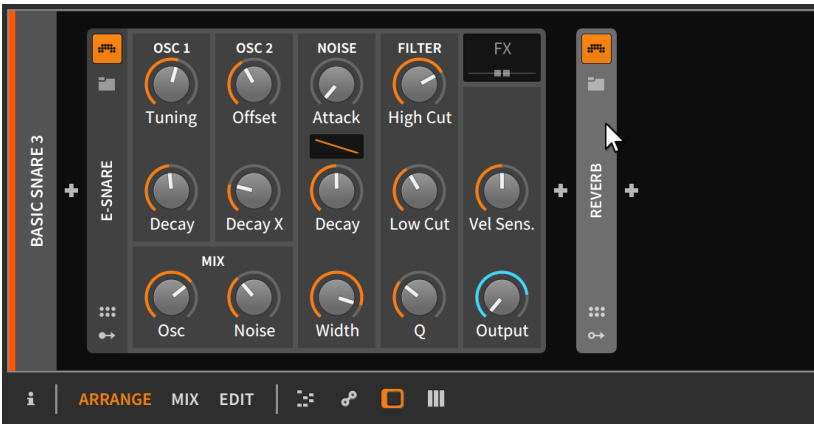 BASIC SNARE 3
E-SNARE
OSC 1 OSC 2 NOISE FILTER FX
Tuning Offset Attack High Cut
Decay Decay X Decay Low Cut Vel Sens.
MIX
Osc Noise Width Q Output
REVERB
i ARRANGE MIX EDIT